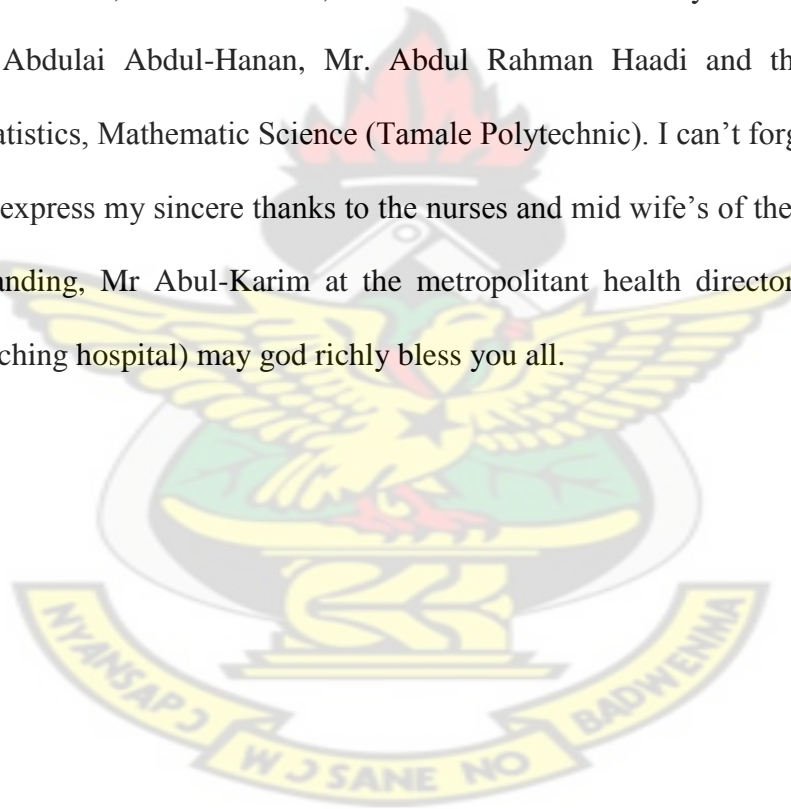 Abdulai Abdul-Hanan, Mr. Abdul Rahman Haadi and th
atistics, Mathematic Science (Tamale Polytechnic). I can’t forg
express my sincere thanks to the nurses and mid wife’s of the
anding, Mr Abul-Karim at the metropolitant health director
ching hospital) may god richly bless you all.
NYANSAPƆ WƆSANE NO BADWENMA